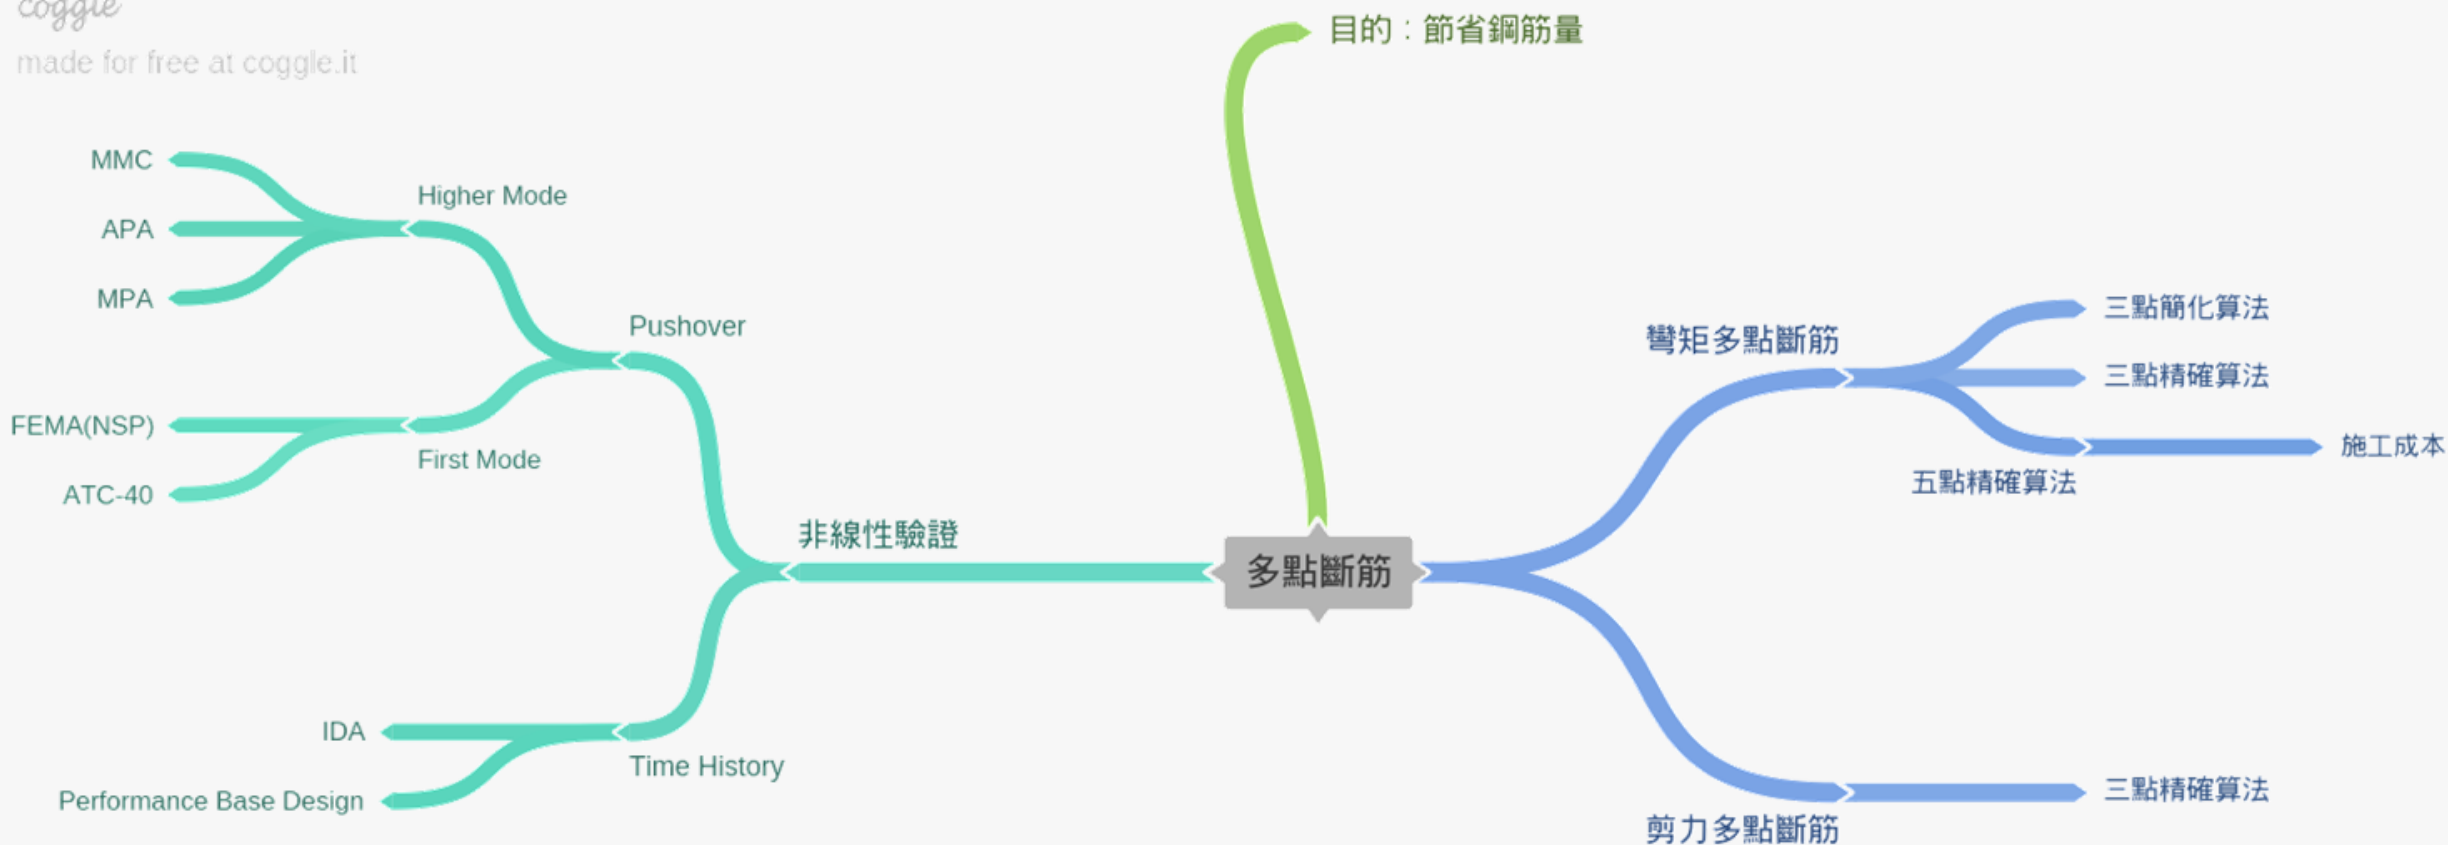 coggle
made for free at coggle.it
目的：節省鋼筋量
MMC
Higher Mode
APA
MPA
Pushover
FEMA(NSP)
First Mode
ATC-40
非線性驗證
IDA
Time History
Performance Base Design
多點斷筋
彎矩多點斷筋
三點簡化算法
三點精確算法
五點精確算法
施工成本
剪力多點斷筋
三點精確算法